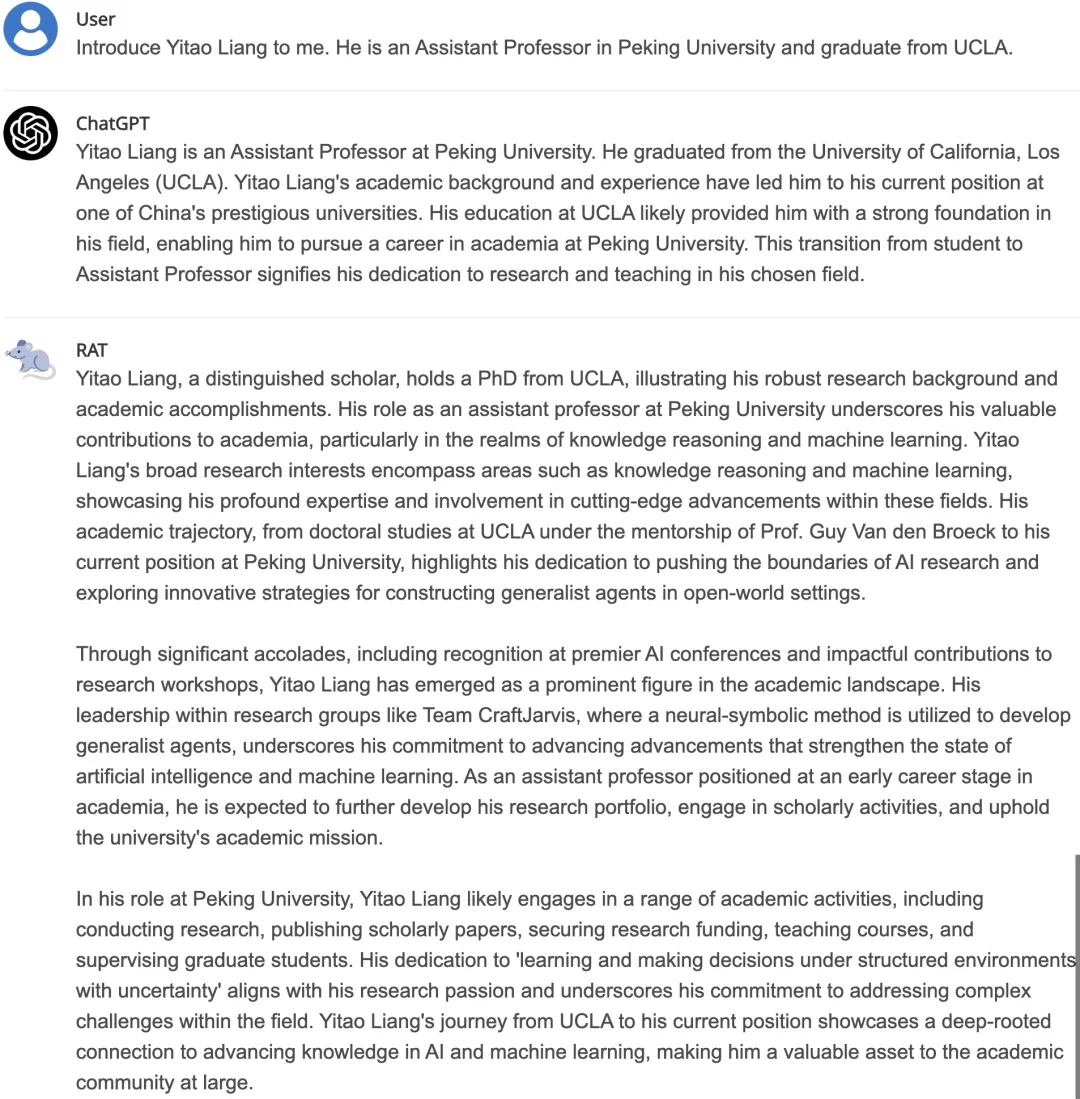 User
Introduce Yitao Liang to me. He is an Assistant Professor in Peking University and graduate from UCLA.
ChatGPT
Yitao Liang is an Assistant Professor at Peking University. He graduated from the University of California, Los
Angeles (UCLA). Yitao Liang's academic background and experience have led him to his current position at
one of China's prestigious universities. His education at UCLA likely provided him with a strong foundation in
his field, enabling him to pursue a career in academia at Peking University. This transition from student to
Assistant Professor signifies his dedication to research and teaching in his chosen field.
RAT
Yitao Liang, a distinguished scholar, holds a PhD from UCLA, illustrating his robust research background and
academic accomplishments. His role as an assistant professor at Peking University underscores his valuable
contributions to academia, particularly in the realms of knowledge reasoning and machine learning. Yitao
Liang's broad research interests encompass areas such as knowledge reasoning and machine learning,
showcasing his profound expertise and involvement in cutting-edge advancements within these fields. His
academic trajectory, from doctoral studies at UCLA under the mentorship of Prof. Guy Van den Broeck to his
current position at Peking University, highlights his dedication to pushing the boundaries of AI research and
exploring innovative strategies for constructing generalist agents in open-world settings.
Through significant accolades, including recognition at premier AI conferences and impactful contributions to
research workshops, Yitao Liang has emerged as a prominent figure in the academic landscape. His
leadership within research groups like Team CraftJarvis, where a neural-symbolic method is utilized to develop
generalist agents, underscores his commitment to advancing advancements that strengthen the state of
artificial intelligence and machine learning. As an assistant professor positioned at an early career stage in
academia, he is expected to further develop his research portfolio, engage in scholarly activities, and uphold
the university's academic mission.
In his role at Peking University, Yitao Liang likely engages in a range of academic activities, including
conducting research, publishing scholarly papers, securing research funding, teaching courses, and
supervising graduate students. His dedication to 'learning and making decisions under structured environments
with uncertainty' aligns with his research passion and underscores his commitment to addressing complex
challenges within the field. Yitao Liang's journey from UCLA to his current position showcases a deep-rooted
connection to advancing knowledge in AI and machine learning, making him a valuable asset to the academic
community at large.